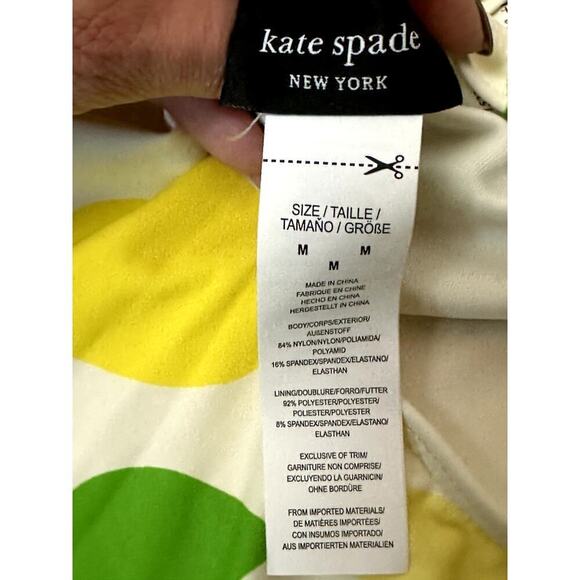 kate spade
NEW YORK
SIZE / TAILLE /
TAMAÑO / GRÖßE
M M
M
MADE IN CHINA
FABRIQUE EN CHINE
HECHO EN CHINA
HERGESTELLT IN CHINA
BODY/CORPS/EXTERIOR/
AUßENSTOFF
84% NYLON/NYLON/POLIAMIDA/
POLYAMID
16% SPANDEX/SPANDEX/ELASTANO/
ELASTHAN
LINING/DOUBLURE/FORRO/FUTTER
92% POLYESTER/POLYESTER/
POLIESTER/POLYESTER
8% SPANDEX/SPANDEX/ELASTANO/
ELASTHAN
EXCLUSIVE OF TRIM/
GARNITURE NON COMPRISE/
EXCLUYENDO LA GUARNICIN/
OHNE BORDÜRE
FROM IMPORTED MATERIALS/
DE MATIÈRES IMPORTÉES/
CON INSUMOS IMPORTADO/
AUS IMPORTIERTEN MATERIALIEN